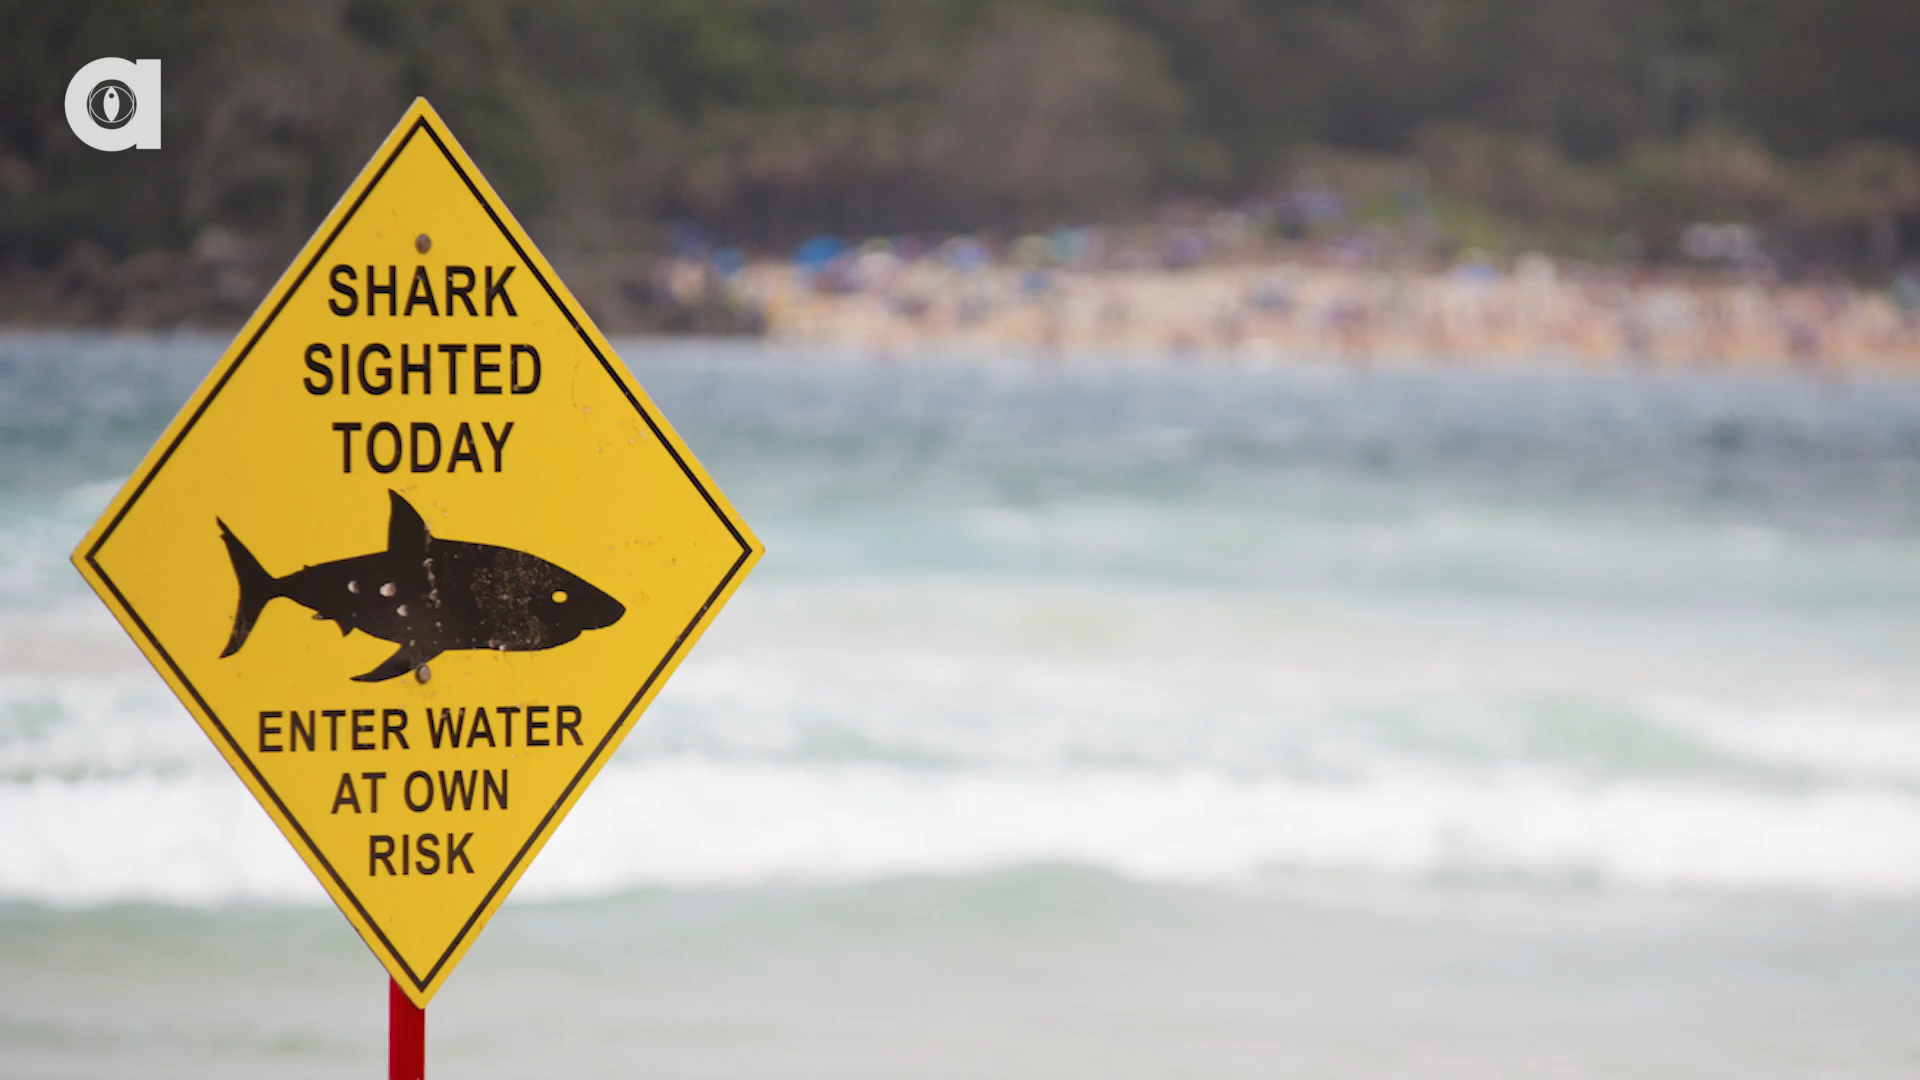 a
SHARK
SIGHTED
TODAY
ENTER WATER
AT OWN
RISK